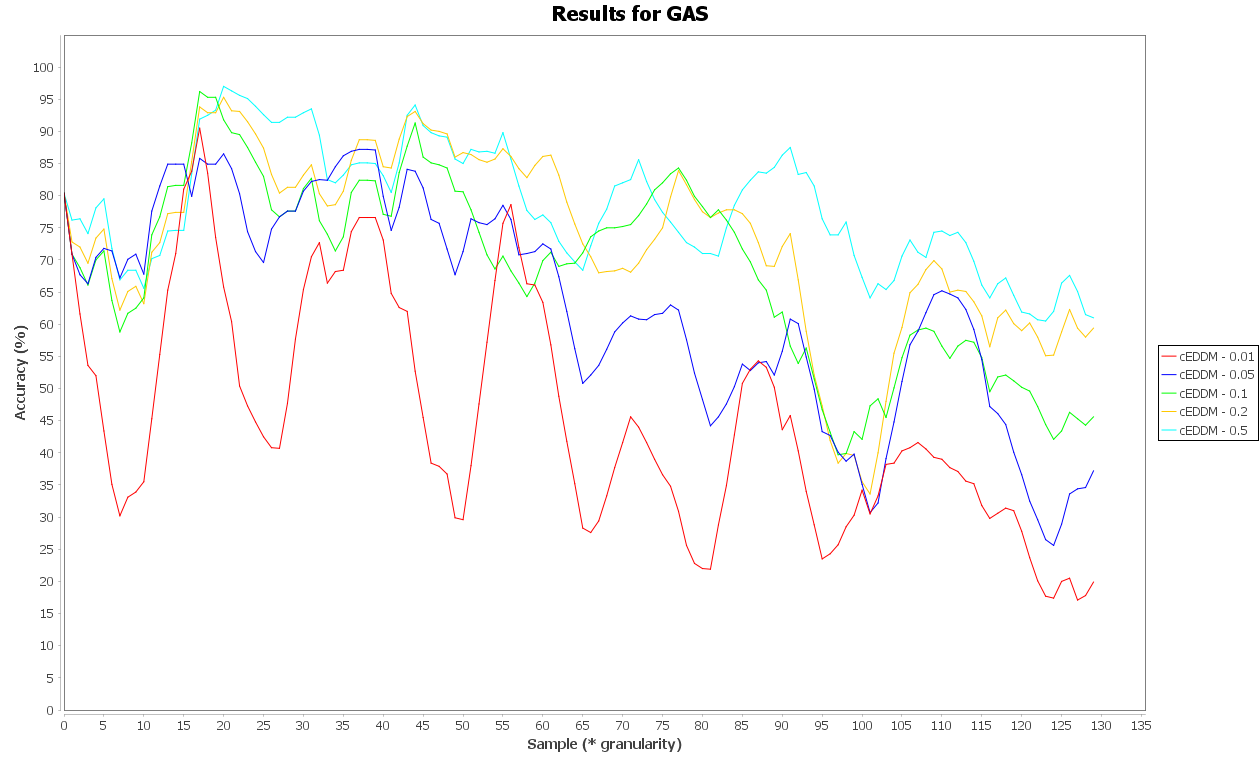 Results for GAS
Accuracy (%)
100
95
90
85
80
75
70
65
60
55
50
45
40
35
30
25
20
15
10
5
0
0 5 10 15 20 25 30 35 40 45 50 55 60 65 70 75 80 85 90 95 100 105 110 115 120 125 130 135
Sample (* granularity)
cEDDM - 0.01
cEDDM - 0.05
cEDDM - 0.1
cEDDM - 0.2
cEDDM - 0.5